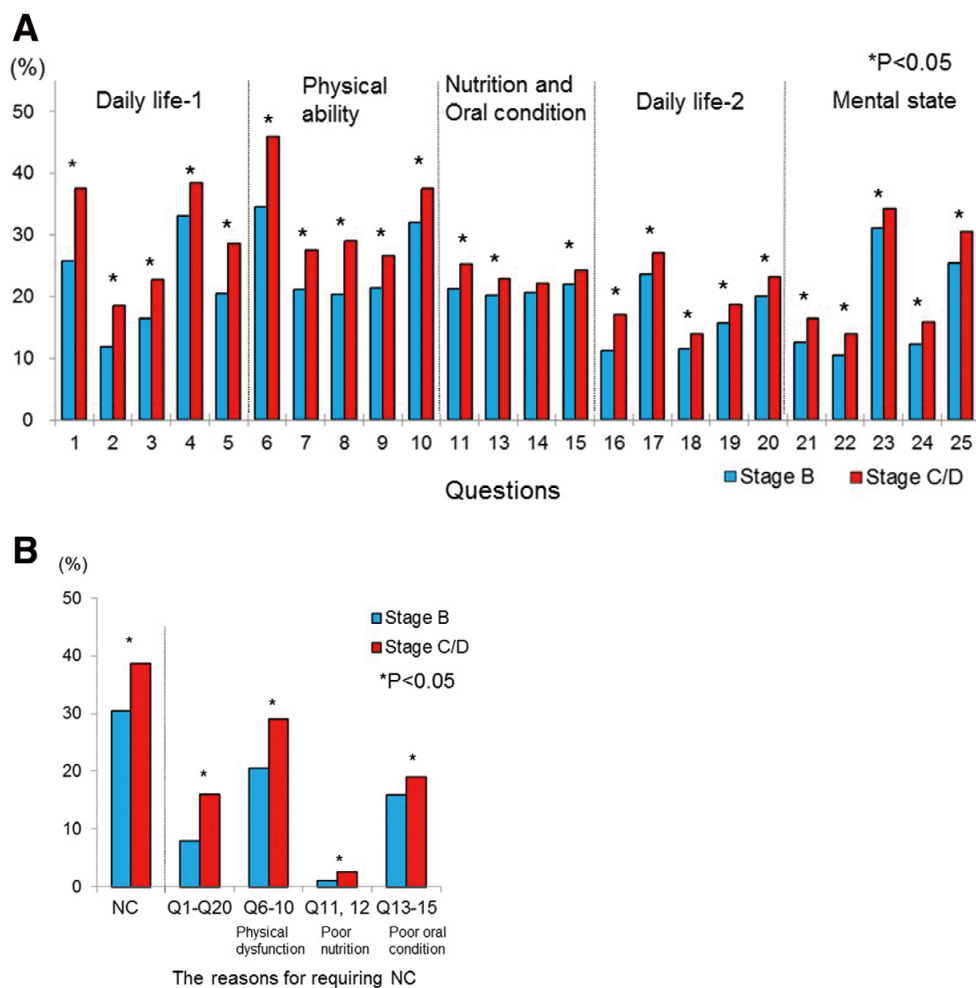 A
(%)
*P<0.05
Daily life-1
Physical
ability
Nutrition and
Oral condition
Daily life-2
Mental state
50
40
30
20
10
0
* * * * * * * * * * * * * * * * * * * * * * *
1 2 3 4 5 6 7 8 9 10 11 13 14 15 16 17 18 19 20 21 22 23 24 25
Questions
Stage B Stage C/D
B
(%)
50
40
30
20
10
0
Stage B
Stage C/D
*P<0.05
* * * * *
NC Q1-Q20 Q6-10 Q11, 12 Q13-15
Physical
dysfunction
Poor
nutrition
Poor oral
condition
The reasons for requiring NC